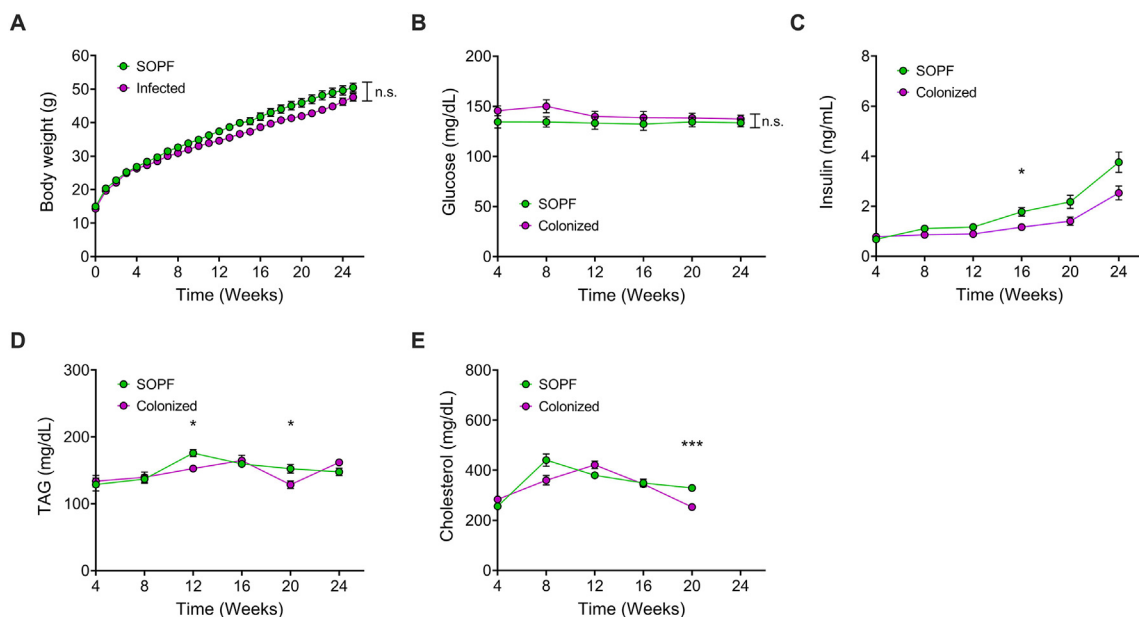 A
Body weight (g)
60
50
40
30
20
10
0
SOPF
Infected
n.s.
0 4 8 12 16 20 24
Time (Weeks)
B
Glucose (mg/dL)
200
150
100
50
0
n.s.
SOPF
Colonized
4 8 12 16 20 24
Time (Weeks)
C
Insulin (ng/mL)
8
6
4
2
0
SOPF
Colonized
*
4 8 12 16 20 24
Time (Weeks)
D
TAG (mg/dL)
300
200
100
0
SOPF
Colonized
* *
4 8 12 16 20 24
Time (Weeks)
E
Cholesterol (mg/dL)
800
600
400
200
0
SOPF
Colonized
***
4 8 12 16 20 24
Time (Weeks)